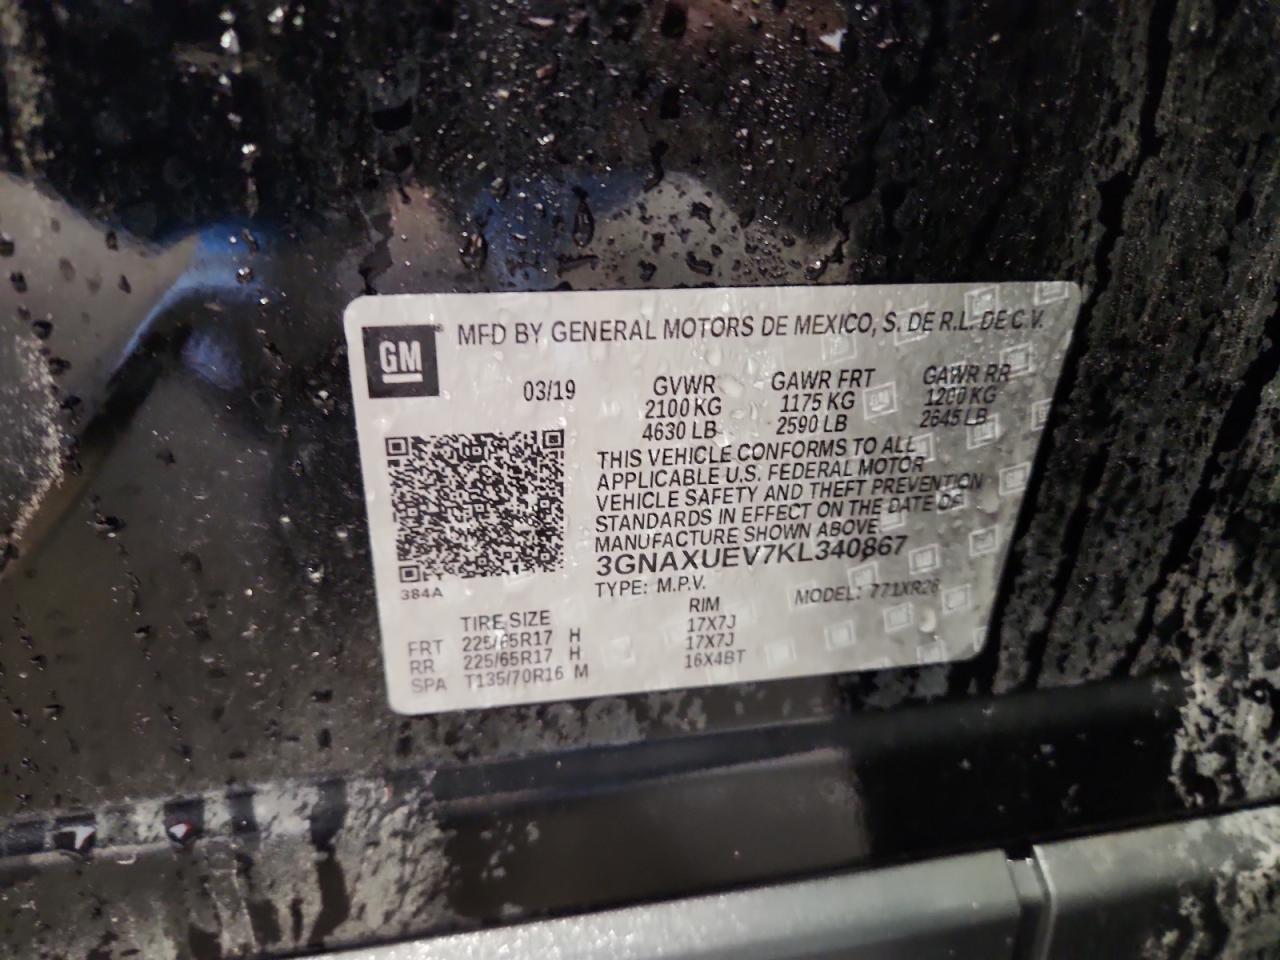 GM
MFD BY GENERAL MOTORS DE MEXICO, S. DE R.L. DE C.V.
03/19
GVWR GAWR FRT GAWR RR
2100 KG 1175 KG 1200 KG
4630 LB 2590 LB 2645 LB
THIS VEHICLE CONFORMS TO ALL
APPLICABLE U.S. FEDERAL MOTOR
VEHICLE SAFETY AND THEFT PREVENTION
STANDARDS IN EFFECT ON THE DATE OF
MANUFACTURE SHOWN ABOVE
3GNAXUEV7KL340867
TYPE: M.P.V. MODEL: 771XR26
384A
TIRE SIZE RIM
FRT 225/65R17 H 17X7J
RR 225/65R17 H 17X7J
SPA T135/70R16 M 16X4BT